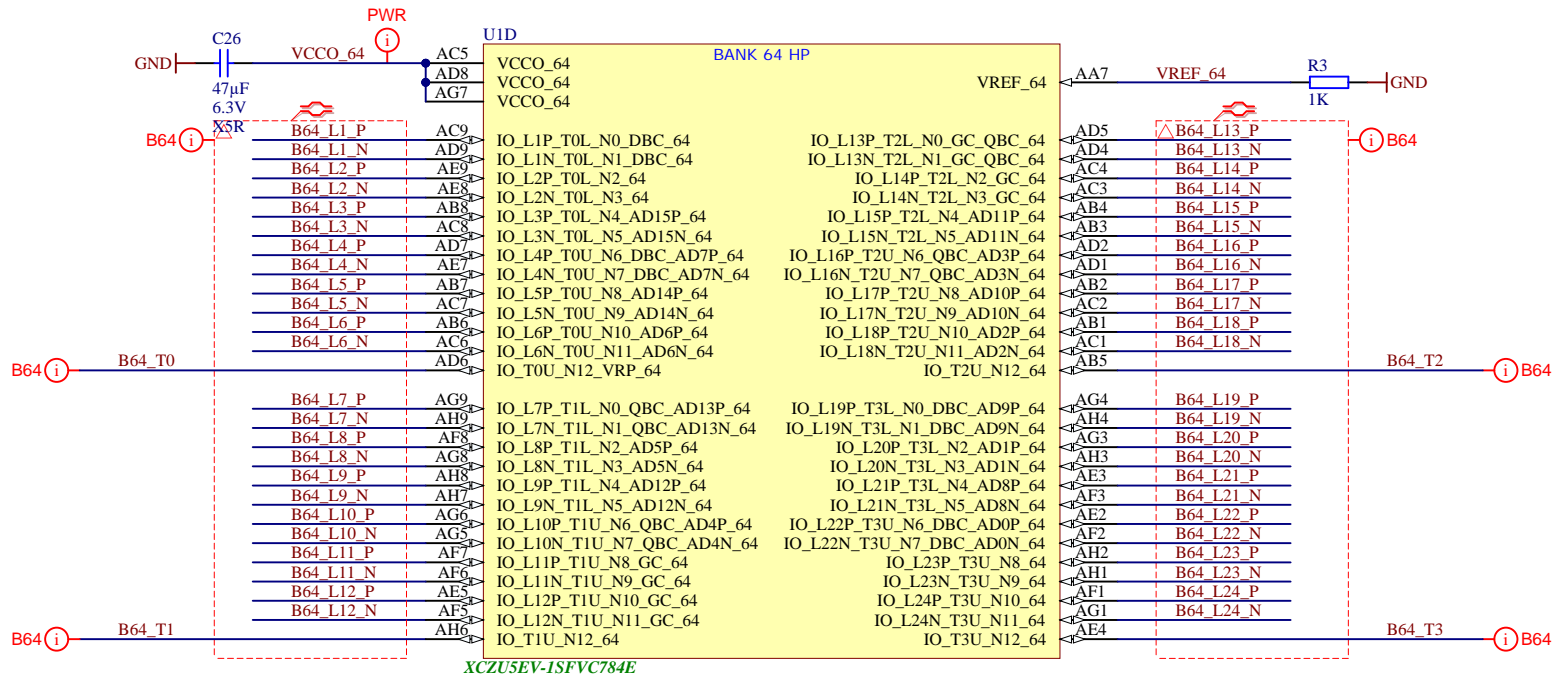 PWR
U1D
C26
VCCO_64
AC5
VCCO_64
BANK 64 HP
GND
AD8
VCCO_64
VREF_64
AA7
VREF_64
R3
GND
AG7
VCCO_64
1K
47µF
6.3V
X5R
B64
B64_L1_P
AC9
IO_L1P_T0L_N0_DBC_64
IO_L13P_T2L_N0_GC_QBC_64
AD5
B64_L13_P
B64
B64_L1_N
AD9
IO_L1N_T0L_N1_DBC_64
IO_L13N_T2L_N1_GC_QBC_64
AD4
B64_L13_N
B64_L2_P
AE9
IO_L2P_T0L_N2_64
IO_L14P_T2L_N2_GC_64
AC4
B64_L14_P
B64_L2_N
AE8
IO_L2N_T0L_N3_64
IO_L14N_T2L_N3_GC_64
AC3
B64_L14_N
B64_L3_P
AB8
IO_L3P_T0L_N4_AD15P_64
IO_L15P_T2L_N4_AD11P_64
AB4
B64_L15_P
B64_L3_N
AC8
IO_L3N_T0L_N5_AD15N_64
IO_L15N_T2L_N5_AD11N_64
AB3
B64_L15_N
B64_L4_P
AD7
IO_L4P_T0U_N6_DBC_AD7P_64
IO_L16P_T2U_N6_QBC_AD3P_64
AD2
B64_L16_P
B64_L4_N
AE7
IO_L4N_T0U_N7_DBC_AD7N_64
IO_L16N_T2U_N7_QBC_AD3N_64
AD1
B64_L16_N
B64_L5_P
AB7
IO_L5P_T0U_N8_AD14P_64
IO_L17P_T2U_N8_AD10P_64
AB2
B64_L17_P
B64_L5_N
AC7
IO_L5N_T0U_N9_AD14N_64
IO_L17N_T2U_N9_AD10N_64
AC2
B64_L17_N
B64_L6_P
AB6
IO_L6P_T0U_N10_AD6P_64
IO_L18P_T2U_N10_AD2P_64
AB1
B64_L18_P
B64_L6_N
AC6
IO_L6N_T0U_N11_AD6N_64
IO_L18N_T2U_N11_AD2N_64
AC1
B64_L18_N
B64
B64_T0
AD6
IO_T0U_N12_VRP_64
IO_T2U_N12_64
AB5
B64_T2
B64
B64_L7_P
AG9
IO_L7P_T1L_N0_QBC_AD13P_64
IO_L19P_T3L_N0_DBC_AD9P_64
AG4
B64_L19_P
B64_L7_N
AH9
IO_L7N_T1L_N1_QBC_AD13N_64
IO_L19N_T3L_N1_DBC_AD9N_64
AH4
B64_L19_N
B64_L8_P
AF8
IO_L8P_T1L_N2_AD5P_64
IO_L20P_T3L_N2_AD1P_64
AG3
B64_L20_P
B64_L8_N
AG8
IO_L8N_T1L_N3_AD5N_64
IO_L20N_T3L_N3_AD1N_64
AH3
B64_L20_N
B64_L9_P
AH8
IO_L9P_T1L_N4_AD12P_64
IO_L21P_T3L_N4_AD8P_64
AE3
B64_L21_P
B64_L9_N
AH7
IO_L9N_T1L_N5_AD12N_64
IO_L21N_T3L_N5_AD8N_64
AF3
B64_L21_N
B64_L10_P
AG6
IO_L10P_T1U_N6_QBC_AD4P_64
IO_L22P_T3U_N6_DBC_AD0P_64
AE2
B64_L22_P
B64_L10_N
AG5
IO_L10N_T1U_N7_QBC_AD4N_64
IO_L22N_T3U_N7_DBC_AD0N_64
AF2
B64_L22_N
B64_L11_P
AF7
IO_L11P_T1U_N8_GC_64
IO_L23P_T3U_N8_64
AH2
B64_L23_P
B64_L11_N
AF6
IO_L11N_T1U_N9_GC_64
IO_L23N_T3U_N9_64
AH1
B64_L23_N
B64_L12_P
AE5
IO_L12P_T1U_N10_GC_64
IO_L24P_T3U_N10_64
AF1
B64_L24_P
B64_L12_N
AF5
IO_L12N_T1U_N11_GC_64
IO_L24N_T3U_N11_64
AG1
B64_L24_N
B64
B64_T1
AH6
IO_T1U_N12_64
IO_T3U_N12_64
AE4
B64_T3
B64
XCZU5EV-1SFVC784E